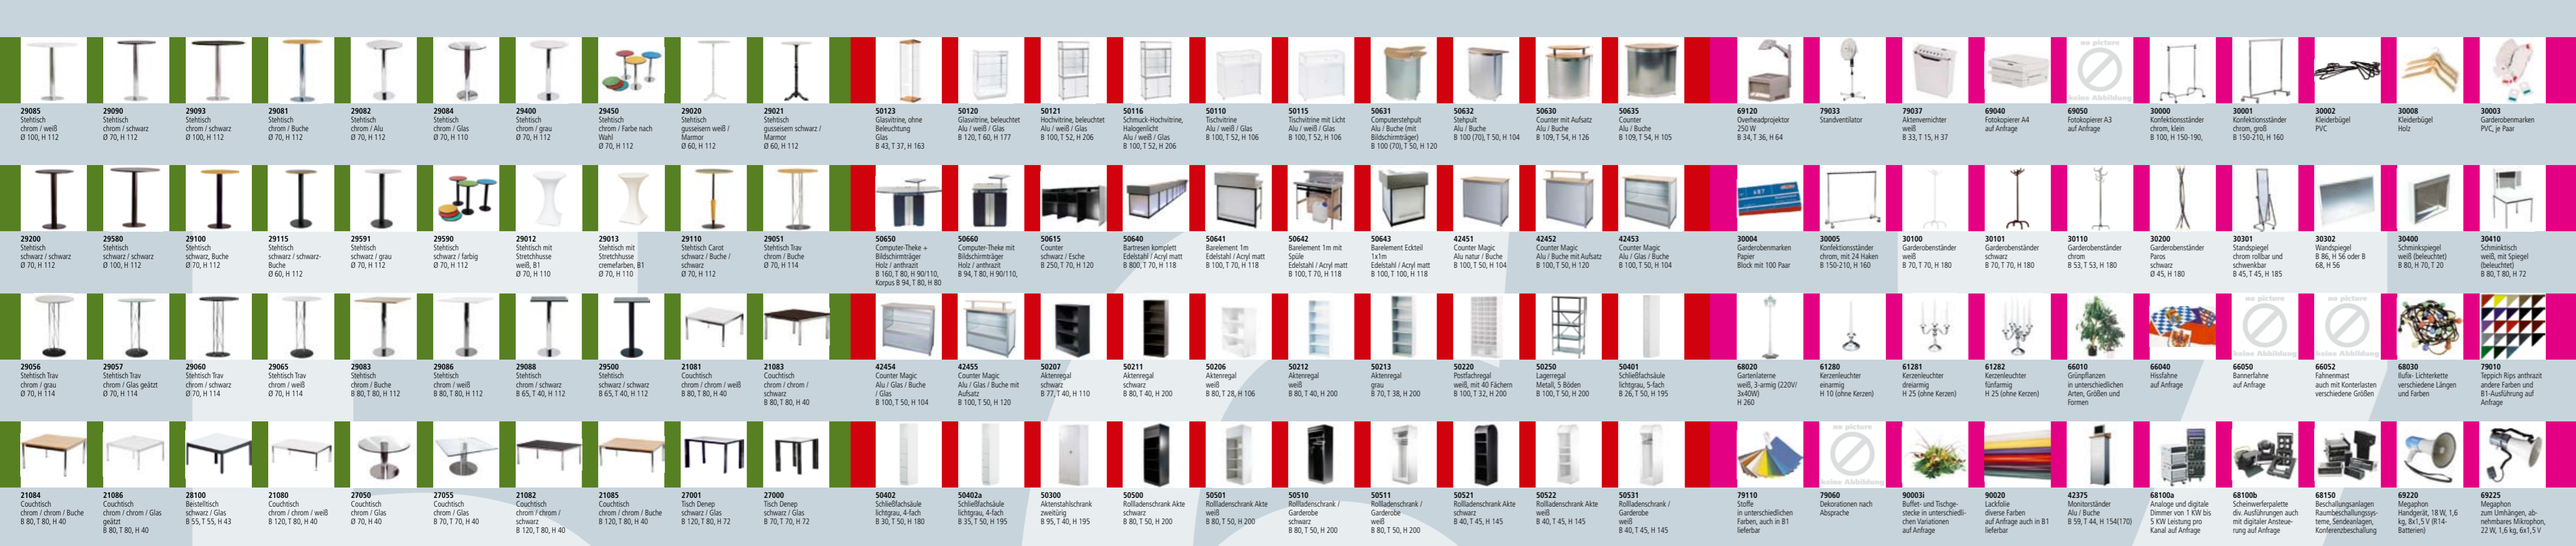 29085
Stehtisch
chrom / weiß
Ø 100, H 112
29090
Stehtisch
chrom / schwarz
Ø 70, H 112
29093
Stehtisch
chrom / schwarz
Ø 100, H 112
29081
Stehtisch
chrom / Buche
Ø 70, H 112
29082
Stehtisch
chrom / Alu
Ø 70, H 112
29084
Stehtisch
chrom / Glas
Ø 70, H 110
29400
Stehtisch
chrom / grau
Ø 70, H 112
29450
Stehtisch
chrom / Farbe nach
Wahl
Ø 70, H 112
29020
Stehtisch
gusseisern weiß /
Marmor
Ø 60, H 112
29021
Stehtisch
gusseisern schwarz /
Marmor
Ø 60, H 112
50123
Glasvitrine, ohne
Beleuchtung
Glas
B 43, T 37, H 163
50120
Glasvitrine, beleuchtet
Alu / weiß / Glas
B 120, T 60, H 177
50121
Hochvitrine, beleuchtet
Alu / weiß / Glas
B 100, T 52, H 206
50116
Schmuck-Hochvitrine,
Halogenlicht
Alu / weiß / Glas
B 100, T 52, H 206
50110
Tischvitrine
Alu / weiß / Glas
B 100, T 52, H 106
50115
Tischvitrine mit Licht
Alu / weiß / Glas
B 100, T 52, H 106
50631
Computerstehpult
Alu / Buche (mit
Bildschirmträger)
B 100 (70), T 50, H 120
50632
Stehpult
Alu / Buche
B 100 (70), T 50, H 104
50630
Counter mit Aufsatz
Alu / Buche
B 109, T 54, H 126
50635
Counter
Alu / Buche
B 109, T 54, H 105
69120
Overheadprojektor
250 W
B 34, T 36, H 64
79033
Standventilator
79037
Aktenvernichter
weiß
B 33, T 15, H 37
69040
Fotokopierer A4
auf Anfrage
no picture
keine Abbildung
69050
Fotokopierer A3
auf Anfrage
30000
Konfektionsständer
chrom, klein
B 100, H 150-190,
30001
Konfektionsständer
chrom, groß
B 150-210, H 160
30002
Kleiderbügel
PVC
30008
Kleiderbügel
Holz
30003
Garderobenmarken
PVC, je Paar
29200
Stehtisch
schwarz / schwarz
Ø 70, H 112
29580
Stehtisch
schwarz / schwarz
Ø 100, H 112
29100
Stehtisch
schwarz, Buche
Ø 70, H 112
29115
Stehtisch
schwarz / schwarz-
Buche
Ø 60, H 112
29591
Stehtisch
schwarz / grau
Ø 70, H 112
29590
Stehtisch
schwarz / farbig
Ø 70, H 112
29012
Stehtisch mit
Stretchhusse
weiß, B1
Ø 70, H 110
29013
Stehtisch mit
Stretchhusse
cremefarben, B1
Ø 70, H 110
29110
Stehtisch Carot
schwarz / Buche /
schwarz
Ø 70, H 112
29051
Stehtisch Trav
chrom / Buche
Ø 70, H 114
50650
Computer-Theke +
Bildschirmträger
Holz / anthrazit
B 160, T 80, H 90/110,
Korpus B 94, T 80, H 80
50660
Computer-Theke mit
Bildschirmträger
Holz / anthrazit
B 94, T 80, H 90/110,
50615
Counter
schwarz / Esche
B 250, T 70, H 120
50640
Bartresen komplett
Edelstahl / Acryl matt
B 800, T 70, H 118
50641
Barelement 1m
Edelstahl / Acryl matt
B 100, T 70, H 118
50642
Barelement 1m mit
Spüle
Edelstahl / Acryl matt
B 100, T 70, H 118
50643
Barelement Eckteil
1x1m
Edelstahl / Acryl matt
B 100, T 100, H 118
42451
Counter Magic
Alu natur / Buche
B 100, T 50, H 104
42452
Counter Magic
Alu / Buche mit Aufsatz
B 100, T 50, H 120
42453
Counter Magic
Alu / Glas / Buche
B 100, T 50, H 104
30004
Garderobenmarken
Papier
Block mit 100 Paar
30005
Konfektionsständer
chrom, mit 24 Haken
B 150-210, H 160
30100
Garderobenständer
weiß
B 70, T 70, H 180
30101
Garderobenständer
schwarz
B 70, T 70, H 180
30110
Garderobenständer
chrom
B 53, T 53, H 180
30200
Garderobenständer
Paros
schwarz
Ø 45, H 180
30301
Standspiegel
chrom rollbar und
schwenkbar
B 45, T 45, H 185
30302
Wandspiegel
B 86, H 56 oder B
68, H 56
30400
Schminkspiegel
weiß (beleuchtet)
B 80, H 70, T 20
30410
Schminktisch
weiß, mit Spiegel
(beleuchtet)
B 80, T 80, H 72
29056
Stehtisch Trav
chrom / grau
Ø 70, H 114
29057
Stehtisch Trav
chrom / Glas geätzt
Ø 70, H 114
29060
Stehtisch Trav
chrom / schwarz
Ø 70, H 114
29065
Stehtisch Trav
chrom / weiß
Ø 70, H 114
29083
Stehtisch
chrom / Buche
B 80, T 80, H 112
29086
Stehtisch
chrom / weiß
B 80, T 80, H 112
29088
Stehtisch
chrom / schwarz
B 65, T 40, H 112
29500
Stehtisch
schwarz / schwarz
B 65, T 40, H 112
21081
Couchtisch
chrom / chrom / weiß
B 80, T 80, H 40
21083
Couchtisch
chrom / chrom /
schwarz
B 80, T 80, H 40
42454
Counter Magic
Alu / Glas / Buche
/ Glas
B 100, T 50, H 104
42455
Counter Magic
Alu / Glas / Buche mit
Aufsatz
B 100, T 50, H 120
50207
Aktenregal
schwarz
B 77, T 40, H 110
50211
Aktenregal
schwarz
B 80, T 40, H 200
50206
Aktenregal
weiß
B 80, T 28, H 106
50212
Aktenregal
weiß
B 80, T 40, H 200
50213
Aktenregal
grau
B 70, T 38, H 200
50220
Postfachregal
weiß, mit 40 Fächern
B 100, T 32, H 200
50250
Lagerregal
Metall, 5 Böden
B 100, T 50, H 200
50401
Schließfachsäule
lichtgrau, 5-fach
B 26, T 50, H 195
68020
Gartenlaterne
weiß, 3-armig (220V/
3x40W)
H 260
61280
Kerzenleuchter
einarmig
H 10 (ohne Kerzen)
61281
Kerzenleuchter
dreiarmig
H 25 (ohne Kerzen)
61282
Kerzenleuchter
fünfarmig
H 25 (ohne Kerzen)
66010
Grünpflanzen
in unterschiedlichen
Arten, Größen und
Formen
66040
Hissfahne
auf Anfrage
no picture
keine Abbildung
66050
Bannerfahne
auf Anfrage
no picture
keine Abbildung
66052
Fahnenmast
auch mit Konterlasten
verschiedene Größen
68030
Ilufix- Lichterkette
verschiedene Längen
und Farben
79010
Teppich Rips anthrazit
andere Farben und
B1-Ausführung auf
Anfrage
21084
Couchtisch
chrom / chrom / Buche
B 80, T 80, H 40
21086
Couchtisch
chrom / chrom / Glas
geätzt
B 80, T 80, H 40
28100
Beistelltisch
schwarz / Glas
B 55, T 55, H 43
21080
Couchtisch
chrom / chrom / weiß
B 120, T 80, H 40
27050
Couchtisch
chrom / Glas
Ø 70, H 40
27055
Couchtisch
chrom / Glas
B 70, T 70, H 40
21082
Couchtisch
chrom / chrom /
schwarz
B 120, T 80, H 40
21085
Couchtisch
chrom / chrom / Buche
B 120, T 80, H 40
27001
Tisch Denep
schwarz / Glas
B 120, T 80, H 72
27000
Tisch Denep
schwarz / Glas
B 70, T 70, H 72
50402
Schließfachsäule
lichtgrau, 4-fach
B 30, T 50, H 180
50402a
Schließfachsäule
lichtgrau, 4-fach
B 35, T 50, H 195
50300
Aktenstahlschrank
zweitürig
B 95, T 40, H 195
50500
Rollladenschrank Akte
schwarz
B 80, T 50, H 200
50501
Rollladenschrank Akte
weiß
B 80, T 50, H 200
50510
Rollladenschrank /
Garderobe
schwarz
B 80, T 50, H 200
50511
Rollladenschrank /
Garderobe
weiß
B 80, T 50, H 200
50521
Rollladenschrank Akte
schwarz
B 40, T 45, H 145
50522
Rollladenschrank Akte
weiß
B 40, T 45, H 145
50531
Rollladenschrank /
Garderobe
weiß
B 40, T 45, H 145
79110
Stoffe
in unterschiedlichen
Farben, auch in B1
lieferbar
no picture
keine Abbildung
79060
Dekorationen nach
Absprache
90003i
Buffet- und Tischge-
stecke in unterschiedli-
chen Variationen
auf Anfrage
90020
Lackfolie
diverse Farben
auf Anfrage auch in B1
lieferbar
42375
Monitorständer
Alu / Buche
B 59, T 44, H 154(170)
68100a
Analoge und digitale
Dimmer von 1 KW bis
5 KW Leistung pro
Kanal auf Anfrage
68100b
Scheinwerferpalette
div. Ausführungen auch
mit digitaler Ansteue-
rung auf Anfrage
68150
Beschallungsanlagen
Raumbeschallungssys-
teme, Sendeanlagen,
Konferenzbeschallung
69220
Megaphon
Handgerät, 18 W, 1,6
kg, 8x1,5 V (R14-
Batterien)
69225
Megaphon
zum Umhängen, ab-
nehmbares Mikrophon,
22 W, 1,6 kg, 6x1,5 V